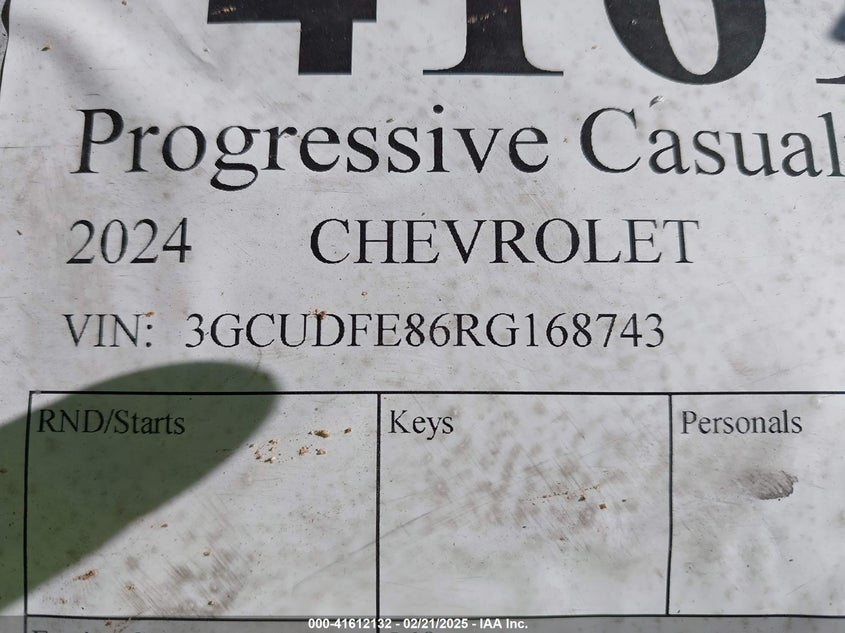 Progressive Casual
2024 CHEVROLET
VIN: 3GCUDFE86RG168743
RND/Starts Keys Personals
000-41612132 - 02/21/2025 - IAA Inc.